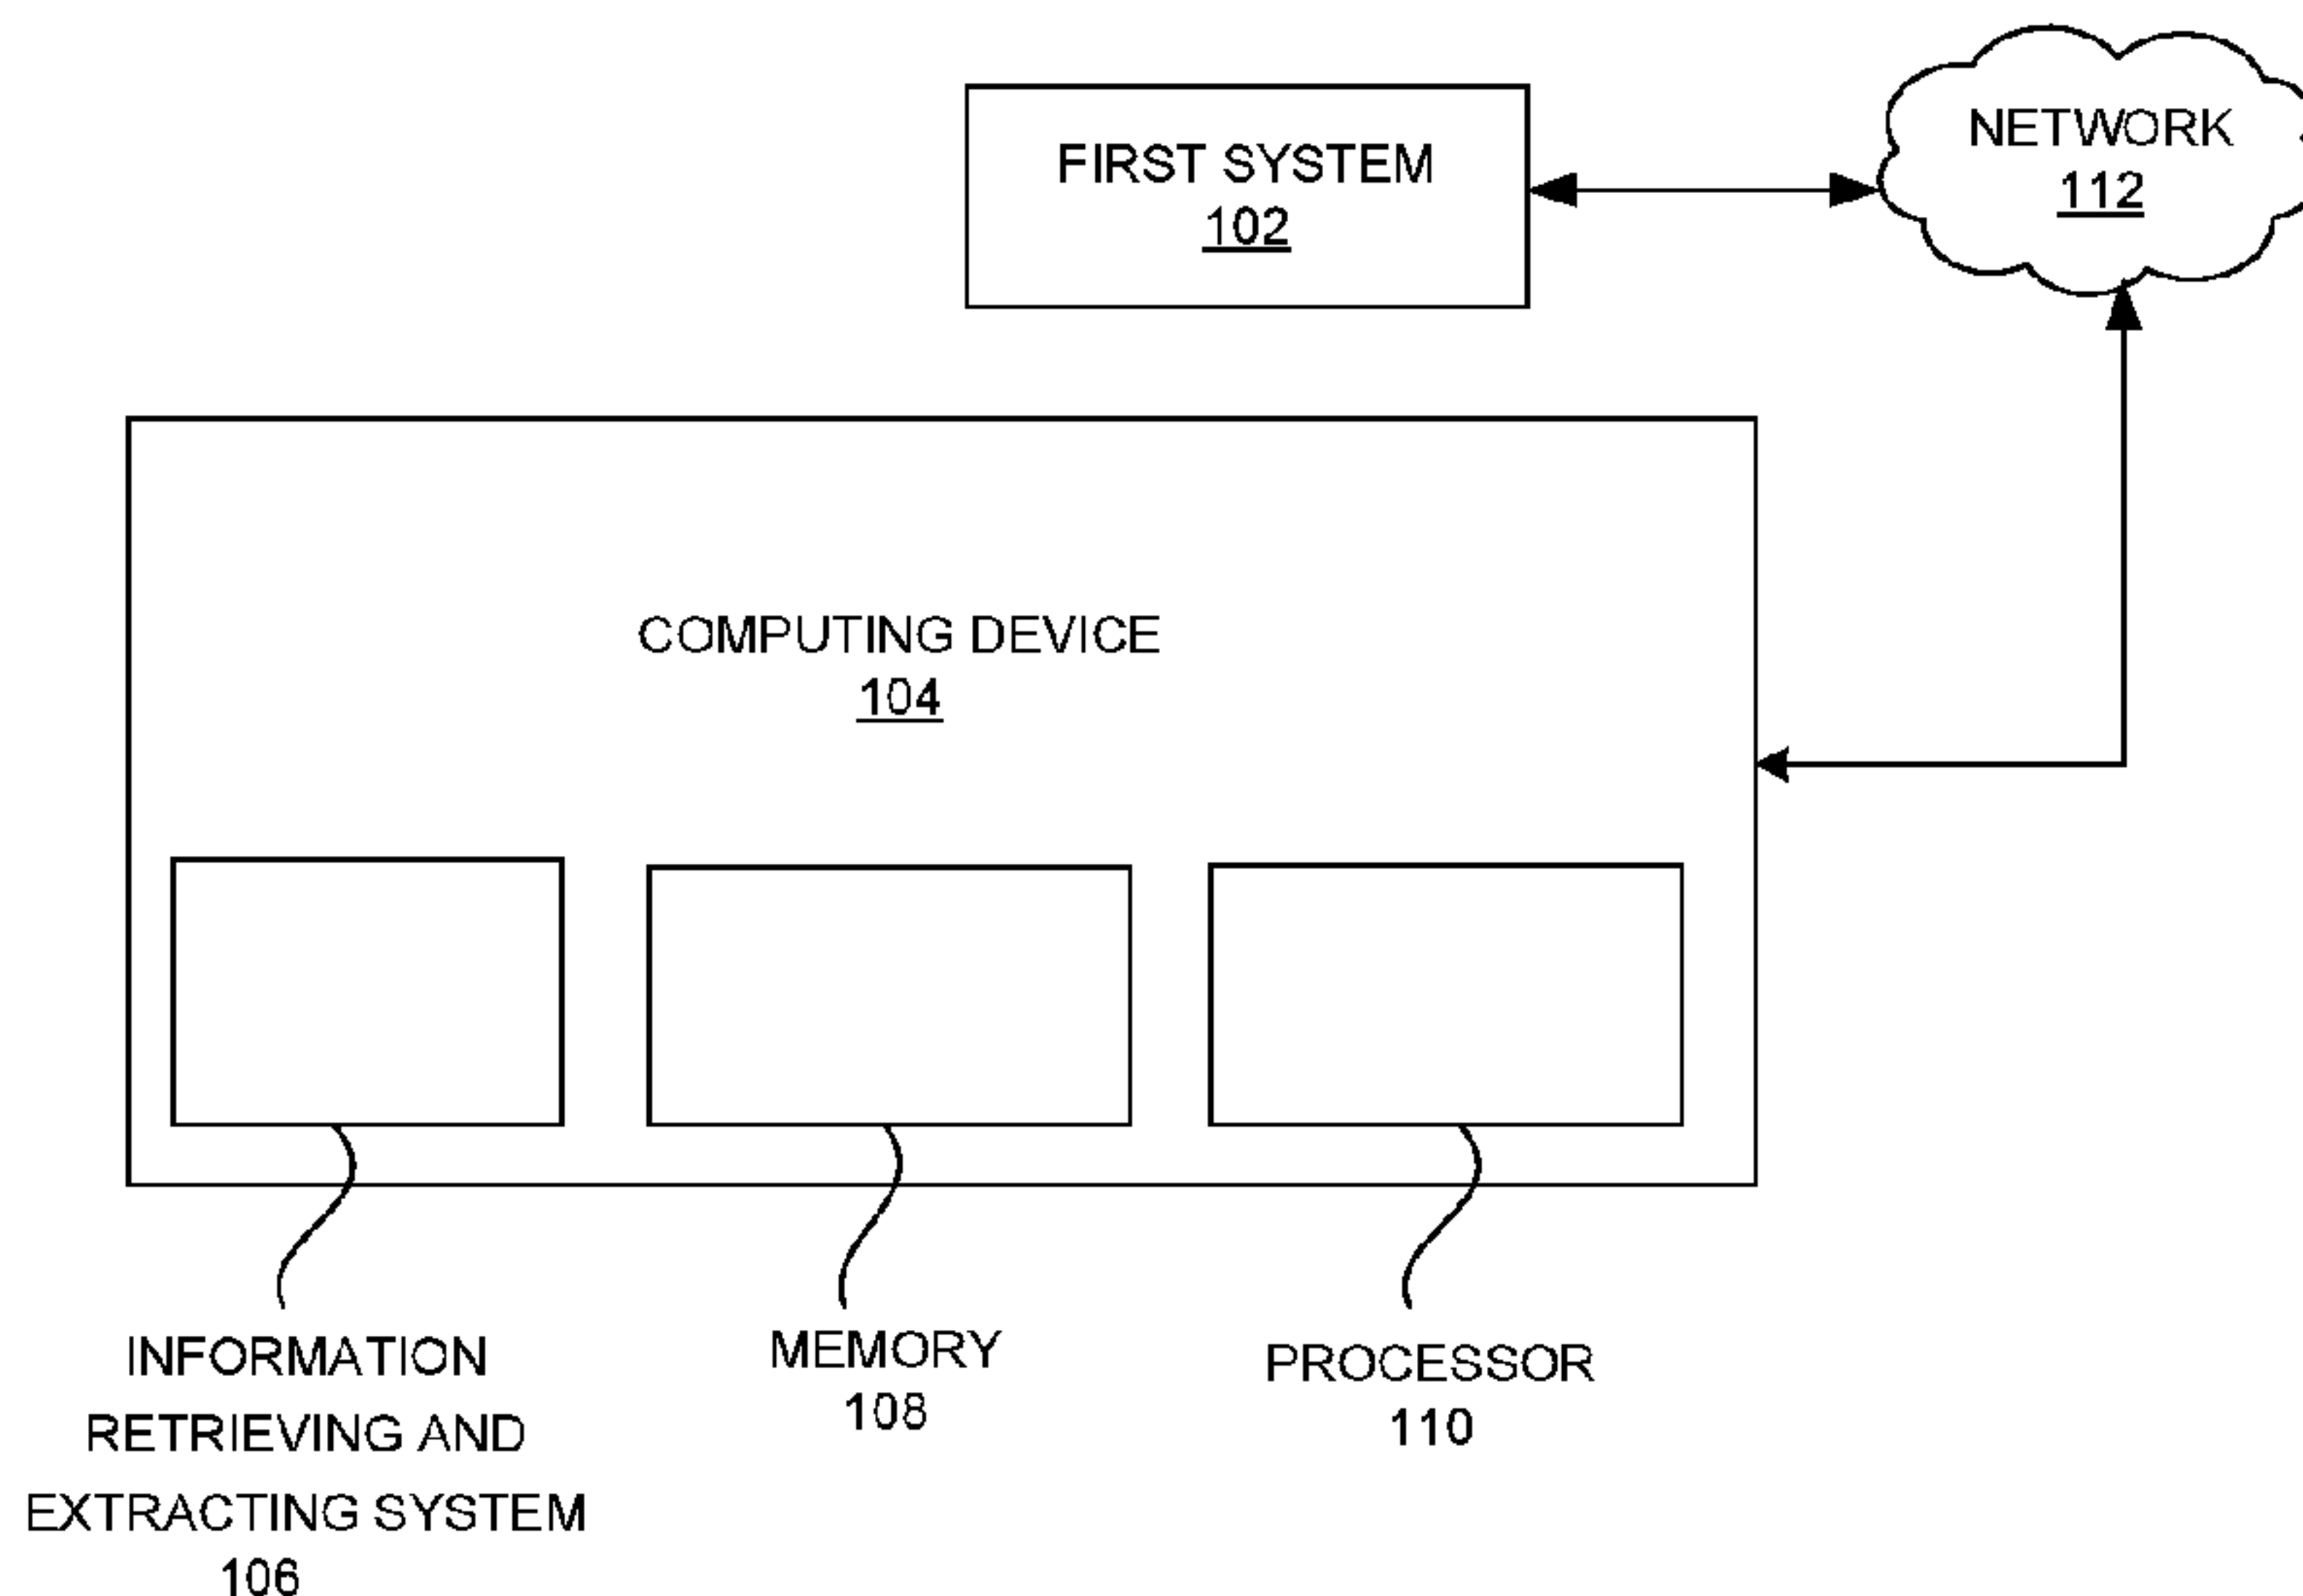 FIRST SYSTEM
102
NETWORK
112
COMPUTING DEVICE
104
INFORMATION
RETRIEVING AND
EXTRACTING SYSTEM
106
MEMORY
108
PROCESSOR
110